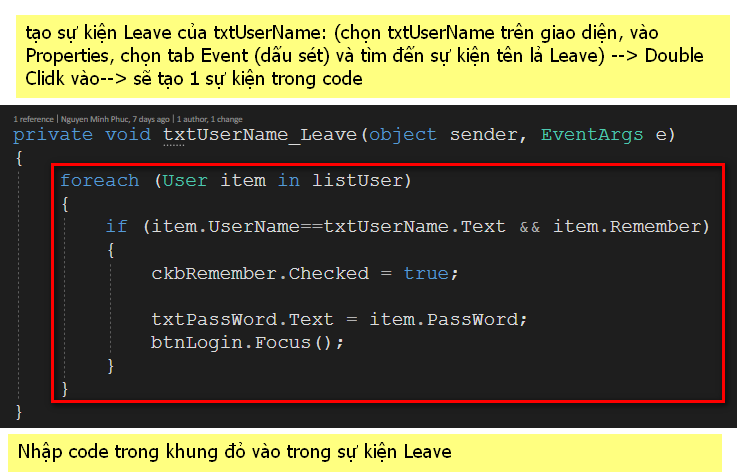 tạo sự kiện Leave của txtUserName: (chọn txtUserName trên giao diện, vào
Properties, chọn tab Event (dấu sét) và tìm đến sự kiện tên lả Leave) --> Double
Clidk vào--> sẽ tạo 1 sự kiện trong code
1 reference | Nguyen Minh Phuc, 7 days ago | 1 author, 1 change
private void txtUserName_Leave(object sender, EventArgs e)
{
foreach (User item in listUser)
{
if (item.UserName==txtUserName.Text && item.Remember)
{
ckbRemember.Checked = true;
txtPassWord.Text = item.PassWord;
btnLogin.Focus();
}
}
}
Nhập code trong khung đỏ vào trong sự kiện Leave